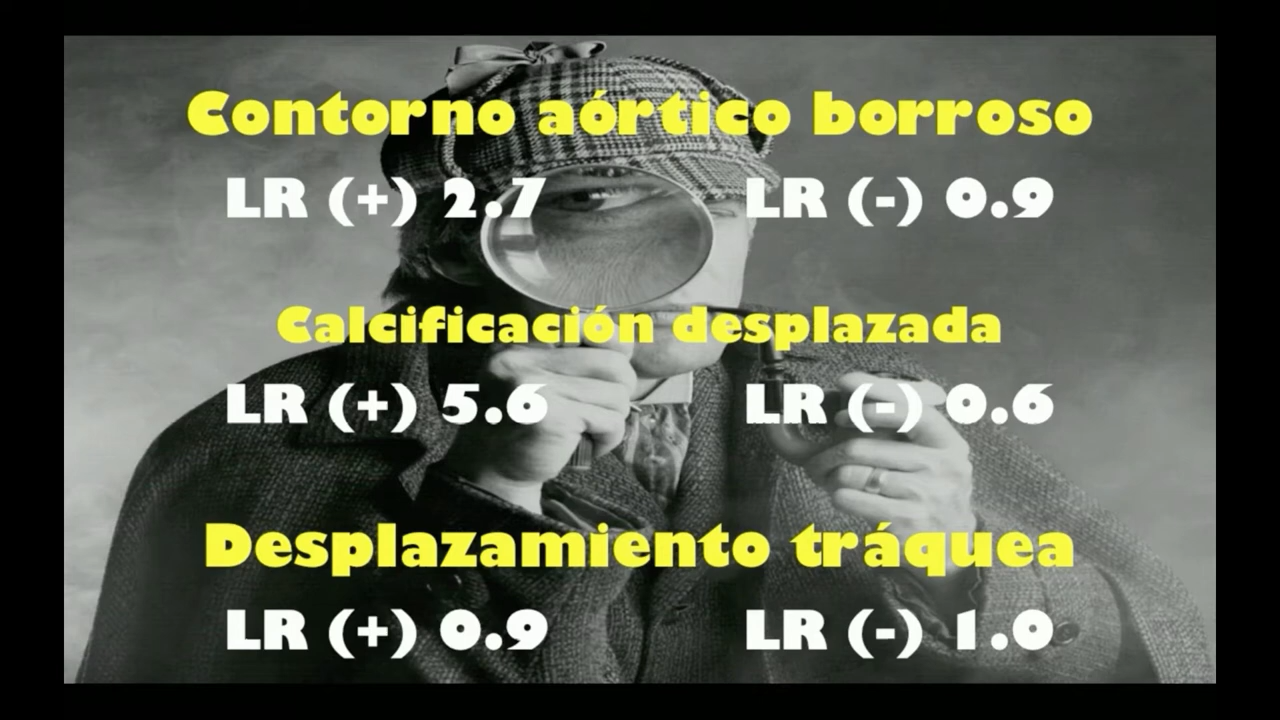 Contorno aórtico borroso
LR (+) 2.7 LR (-) 0.9
Calcificación desplazada
LR (+) 5.6 LR (-) 0.6
Desplazamiento tráquea
LR (+) 0.9 LR (-) 1.0